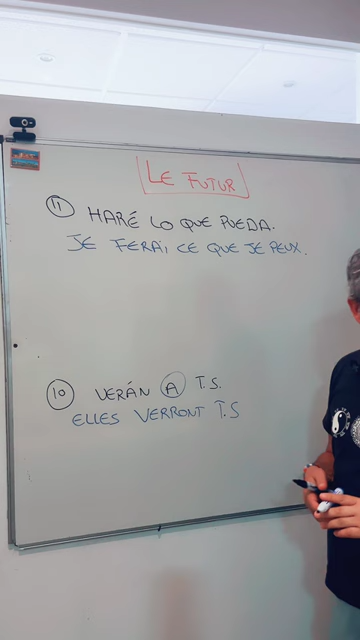 LE FUTUR
11 HARÉ LO QUE PUEDA.
JE FERAI CE QUE JE PEUX.
10 VERÁN A T.S.
ELLES VERRONT T.S